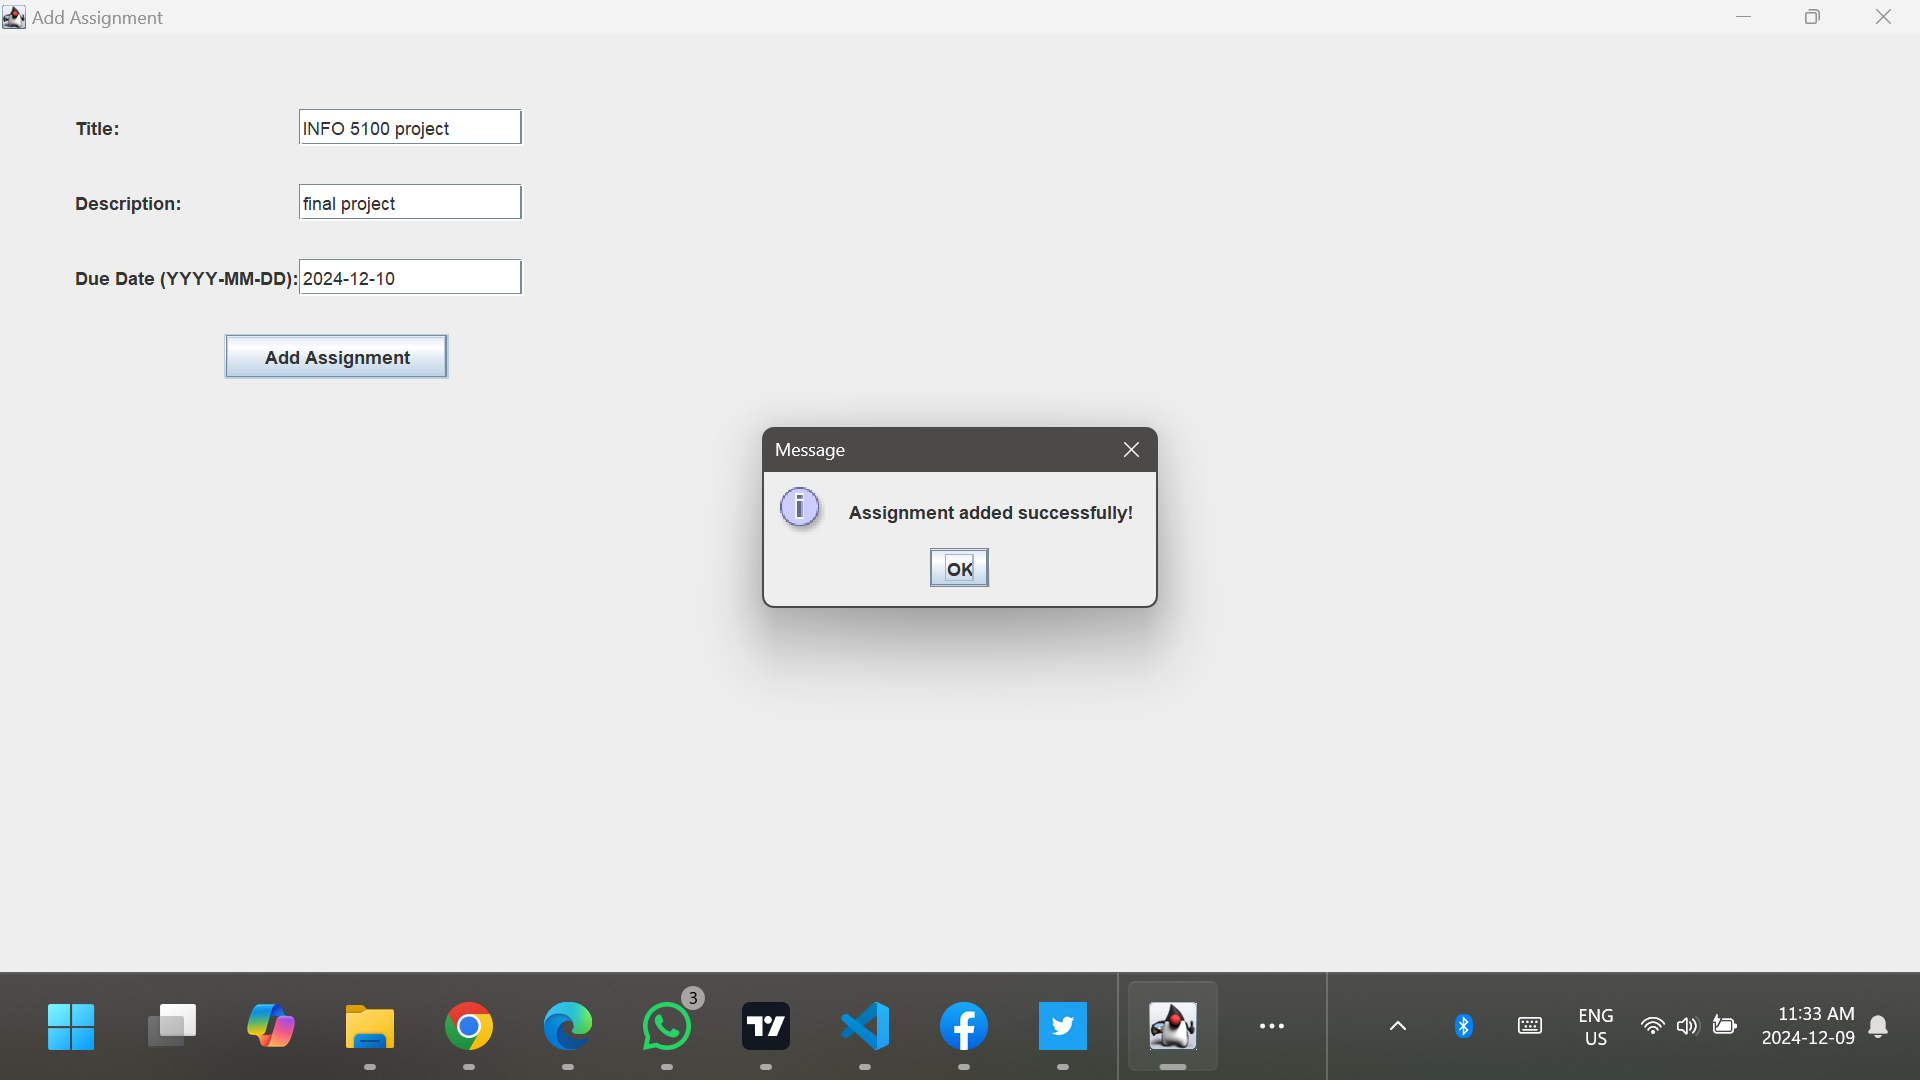 Add Assignment
Title:
INFO 5100 project
Description:
final project
Due Date (YYYY-MM-DD):
2024-12-10
Add Assignment
Message
i
Assignment added successfully!
OK
3
ENG
US
11:33 AM
2024-12-09